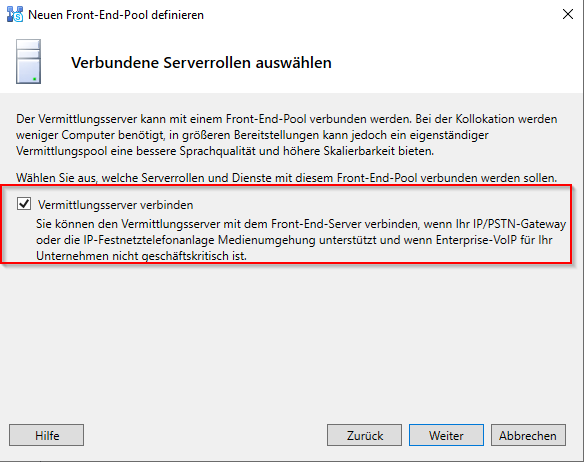 Neuen Front-End-Pool definieren
Verbundene Serverrollen auswählen
Der Vermittlungsserver kann mit einem Front-End-Pool verbunden werden. Bei der Kollokation werden
weniger Computer benötigt, in größeren Bereitstellungen kann jedoch ein eigenständiger
Vermittlungspool eine bessere Sprachqualität und höhere Skalierbarkeit bieten.
Wählen Sie aus, welche Serverrollen und Dienste mit diesem Front-End-Pool verbunden werden sollen.
Vermittlungsserver verbinden
Sie können den Vermittlungsserver mit dem Front-End-Server verbinden, wenn Ihr IP/PSTN-Gateway
oder die IP-Festnetztelefonanlage Medienumgehung unterstützt und wenn Enterprise-VoIP für Ihr
Unternehmen nicht geschäftskritisch ist.
Hilfe
Zurück
Weiter
Abbrechen